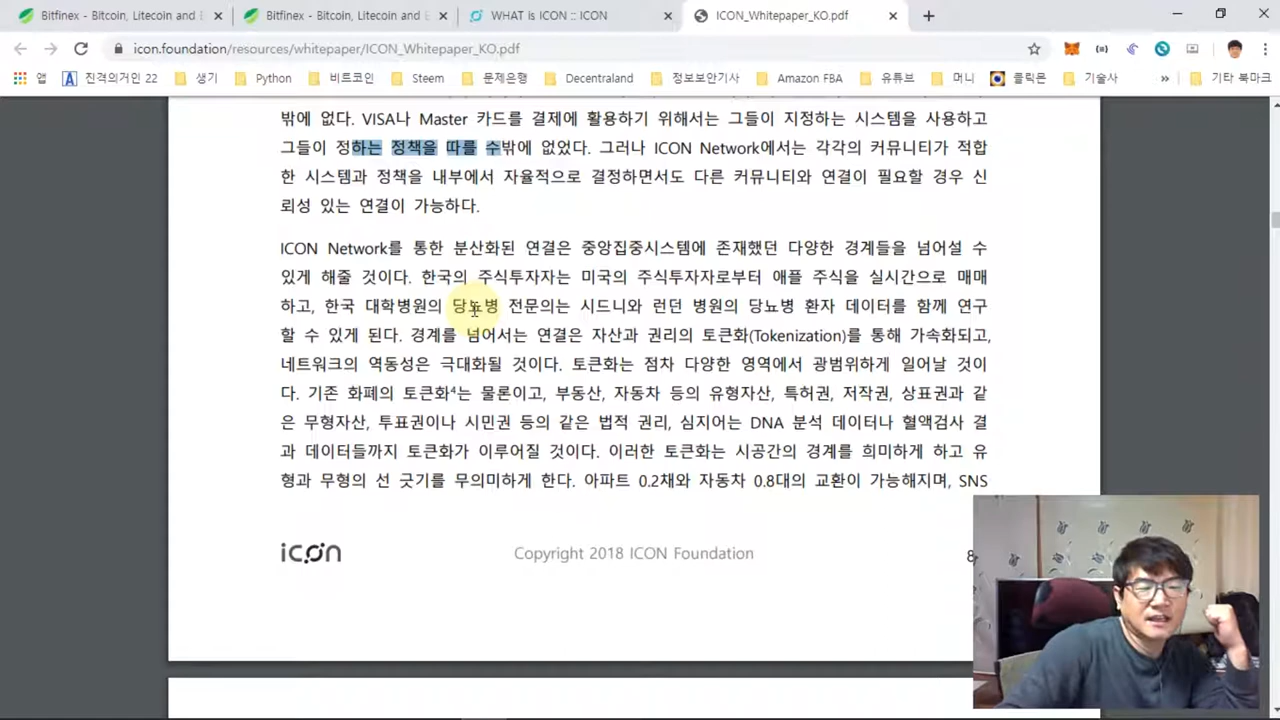 Bitfinex - Bitcoin, Litecoin and E
Bitfinex - Bitcoin, Litecoin and E
WHAT is ICON :: ICON
ICON_Whitepaper_KO.pdf
icon.foundation/resources/whitepaper/ICON_Whitepaper_KO.pdf
앱 진격의거인 22 생기 Python 비트코인 Steem 문제은행 Decentraland 정보보안기사 Amazon FBA 유튜브 머니 클릭몬 기술사 » 기타 북마크
밖에 없다. VISA나 Master 카드를 결제에 활용하기 위해서는 그들이 지정하는 시스템을 사용하고
그들이 정하는 정책을 따를 수밖에 없었다. 그러나 ICON Network에서는 각각의 커뮤니티가 적합
한 시스템과 정책을 내부에서 자율적으로 결정하면서도 다른 커뮤니티와 연결이 필요할 경우 신
뢰성 있는 연결이 가능하다.
ICON Network를 통한 분산화된 연결은 중앙집중시스템에 존재했던 다양한 경계들을 넘어설 수
있게 해줄 것이다. 한국의 주식투자자는 미국의 주식투자자로부터 애플 주식을 실시간으로 매매
하고, 한국 대학병원의 당뇨병 전문의는 시드니와 런던 병원의 당뇨병 환자 데이터를 함께 연구
할 수 있게 된다. 경계를 넘어서는 연결은 자산과 권리의 토큰화(Tokenization)를 통해 가속화되고,
네트워크의 역동성은 극대화될 것이다. 토큰화는 점차 다양한 영역에서 광범위하게 일어날 것이
다. 기존 화폐의 토큰화⁴는 물론이고, 부동산, 자동차 등의 유형자산, 특허권, 저작권, 상표권과 같
은 무형자산, 투표권이나 시민권 등의 같은 법적 권리, 심지어는 DNA 분석 데이터나 혈액검사 결
과 데이터들까지 토큰화가 이루어질 것이다. 이러한 토큰화는 시공간의 경계를 희미하게 하고 유
형과 무형의 선 긋기를 무의미하게 한다. 아파트 0.2채와 자동차 0.8대의 교환이 가능해지며, SNS
icon Copyright 2018 ICON Foundation 8